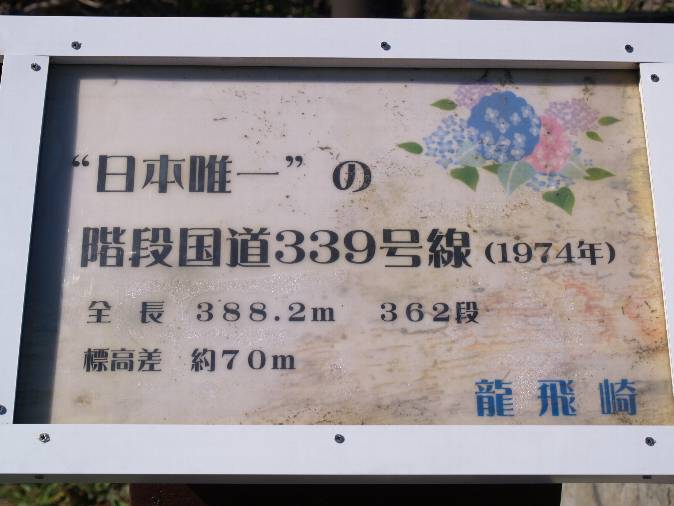 “日本唯一”の
階段国道339号線(1974年)
全長 388.2m 362段
標高差 約70m
龍飛崎